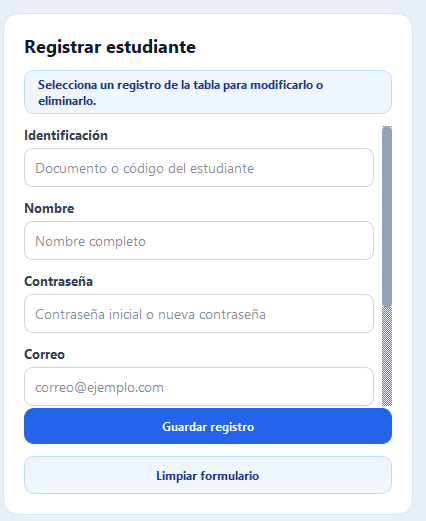 Registrar estudiante
Selecciona un registro de la tabla para modificarlo o
eliminarlo.
Identificación
Documento o código del estudiante
Nombre
Nombre completo
Contraseña
Contraseña inicial o nueva contraseña
Correo
correo@ejemplo.com
Guardar registro
Limpiar formulario